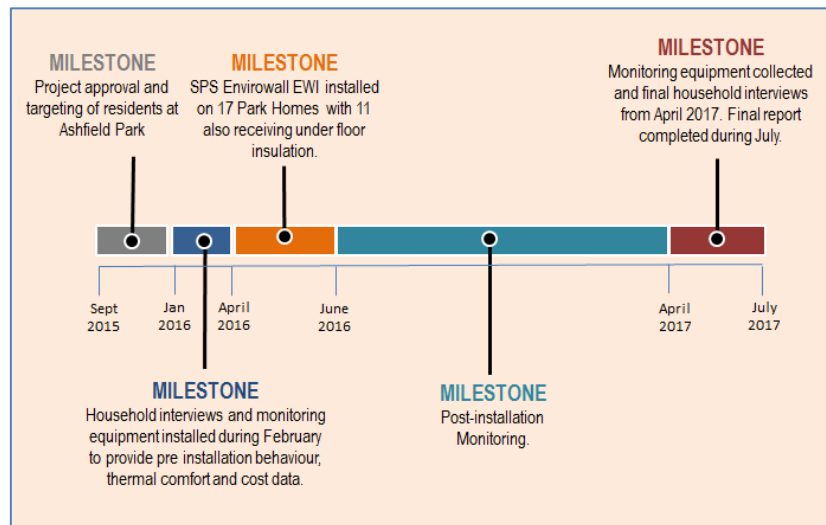 MILESTONE
Project approval and
targeting of residents at
Ashfield Park
MILESTONE
SPS Envirowall EWI installed
on 17 Park Homes with 11
also receiving under floor
insulation.
MILESTONE
Monitoring equipment collected
and final household interviews
from April 2017. Final report
completed during July.
Sept
2015
Jan
2016
April
2016
June
2016
April
2017
July
2017
MILESTONE
Household interviews and monitoring
equipment installed during February
to provide pre installation behaviour,
thermal comfort and cost data.
MILESTONE
Post-installation
Monitoring.